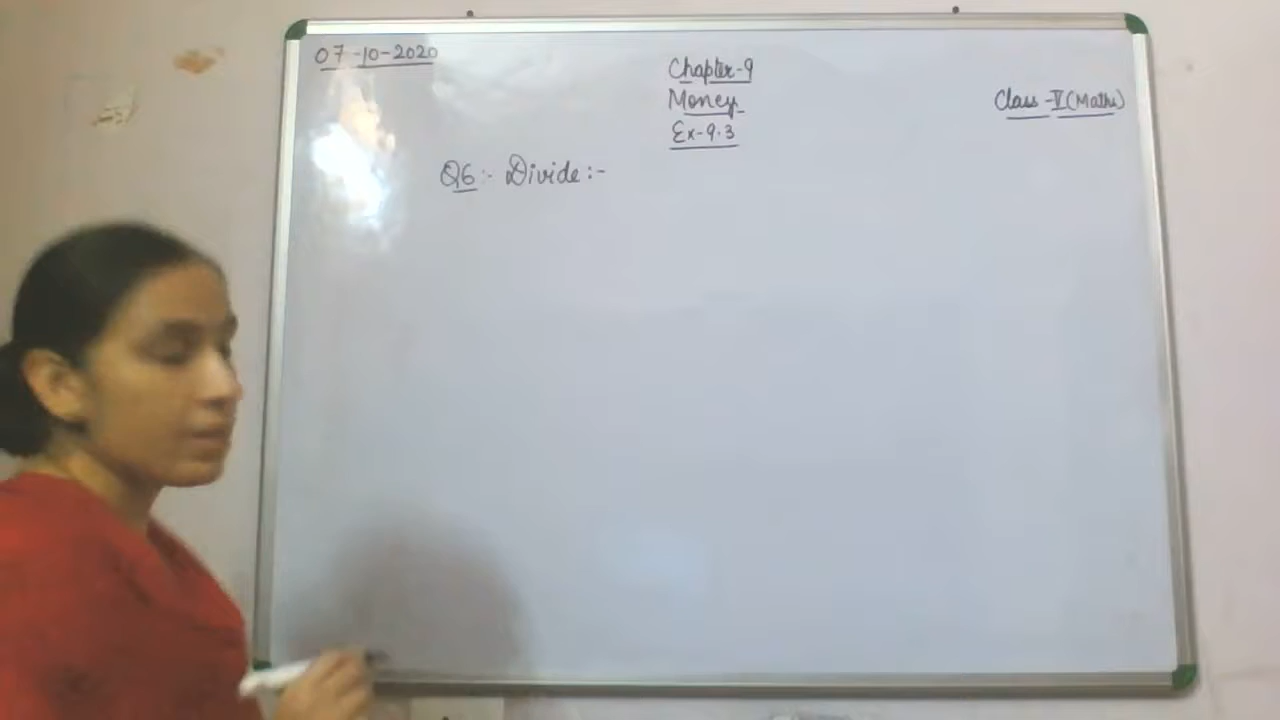 07-10-2020
Chapter-9
Money
Class-V(Maths)
Ex-9.3
Q6:- Divide:-